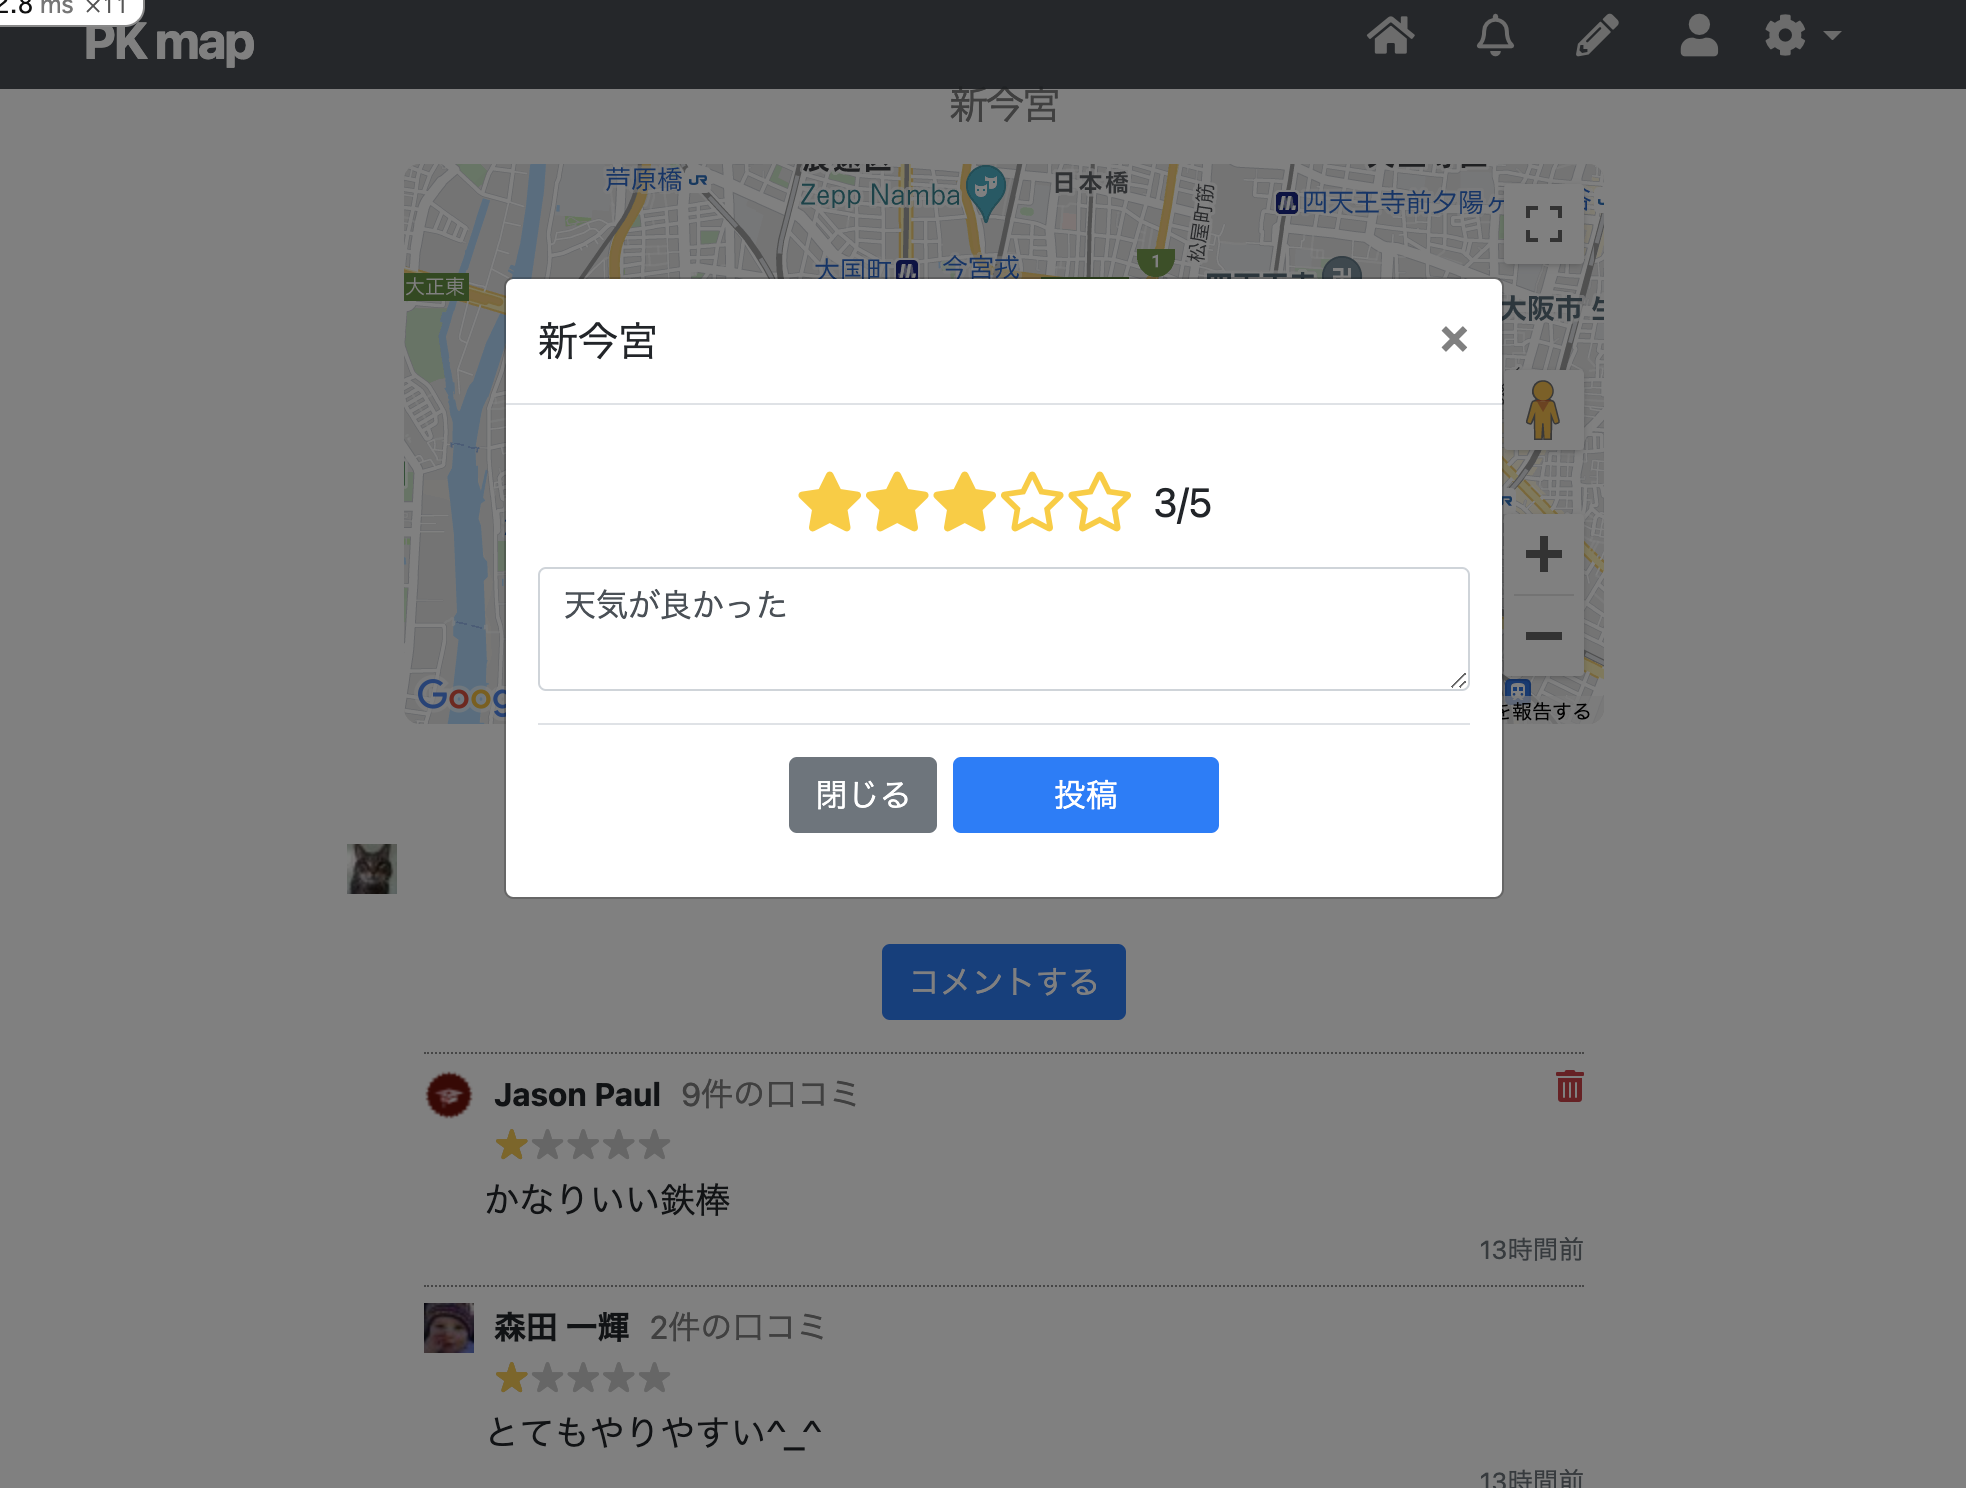 2.8 ms ×11
PK map
新今宮
芦原橋
Zepp Namba
日本橋
松屋町筋
四天王寺前夕陽ヶ
大国町
今宮戎
1
大正東
大阪市
新今宮
×
3/5
天気が良かった
Goog
を報告する
閉じる
投稿
コメントする
Jason Paul 9件の口コミ
かなりいい鉄棒
13時間前
森田 一輝 2件の口コミ
とてもやりやすい^_^
13時間前